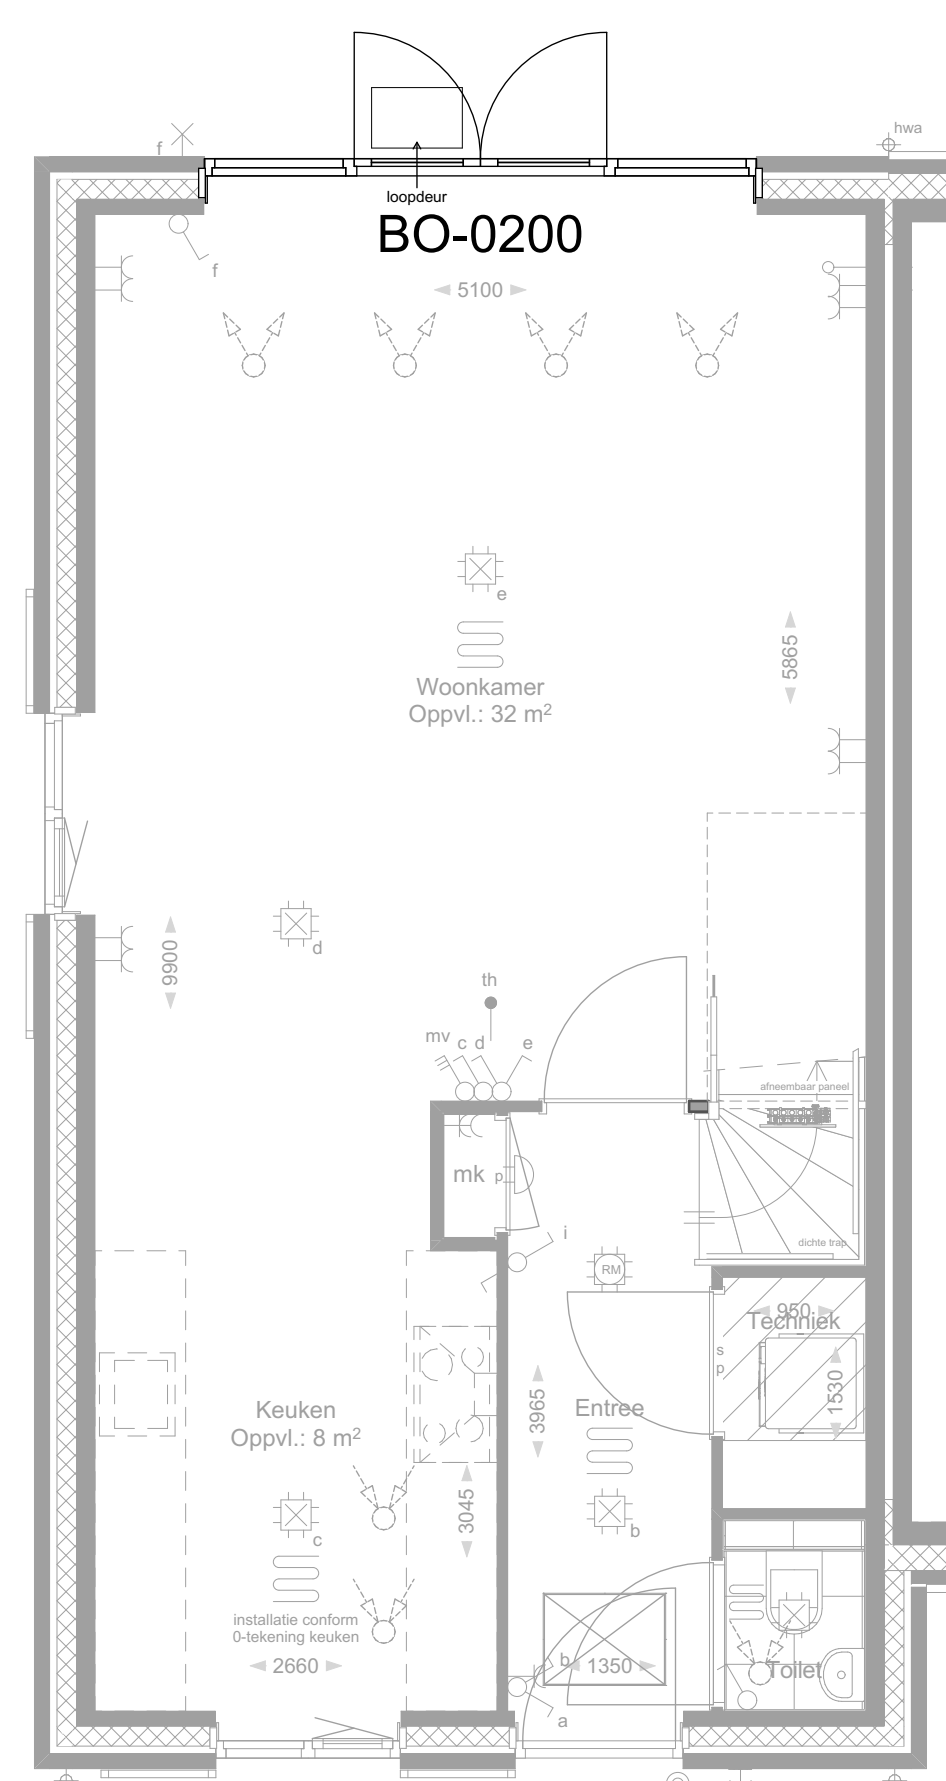 hwa
f
loopdeur
BO-0200
f
5100
e
5865
Woonkamer
Oppvl.: 32 m²
d
9900
th
mv c d e
afneembaar paneel
mk p
i
dichte trap
RM
950
Techniek
s
p
1530
3965
Keuken
Oppvl.: 8 m²
Entree
3045
c
b
installatie conform
0-tekening keuken
2660
b
1350
Toilet
a